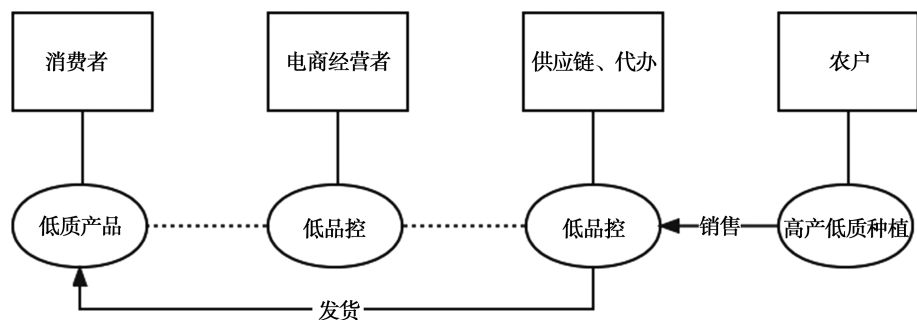 消费者
电商经营者
供应链、代办
农户
低质产品
低品控
低品控
销售
高产低质种植
发货